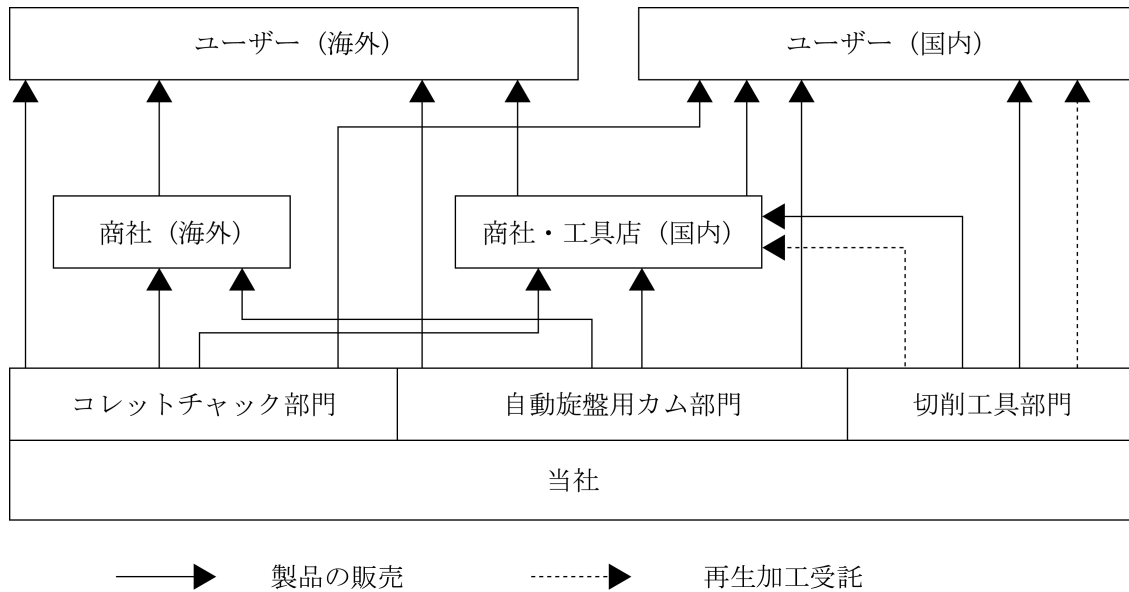 ユーザー（海外）
ユーザー（国内）
商社（海外）
商社・工具店（国内）
コレットチャック部門
自動旋盤用カム部門
切削工具部門
当社
製品の販売
再生加工受託